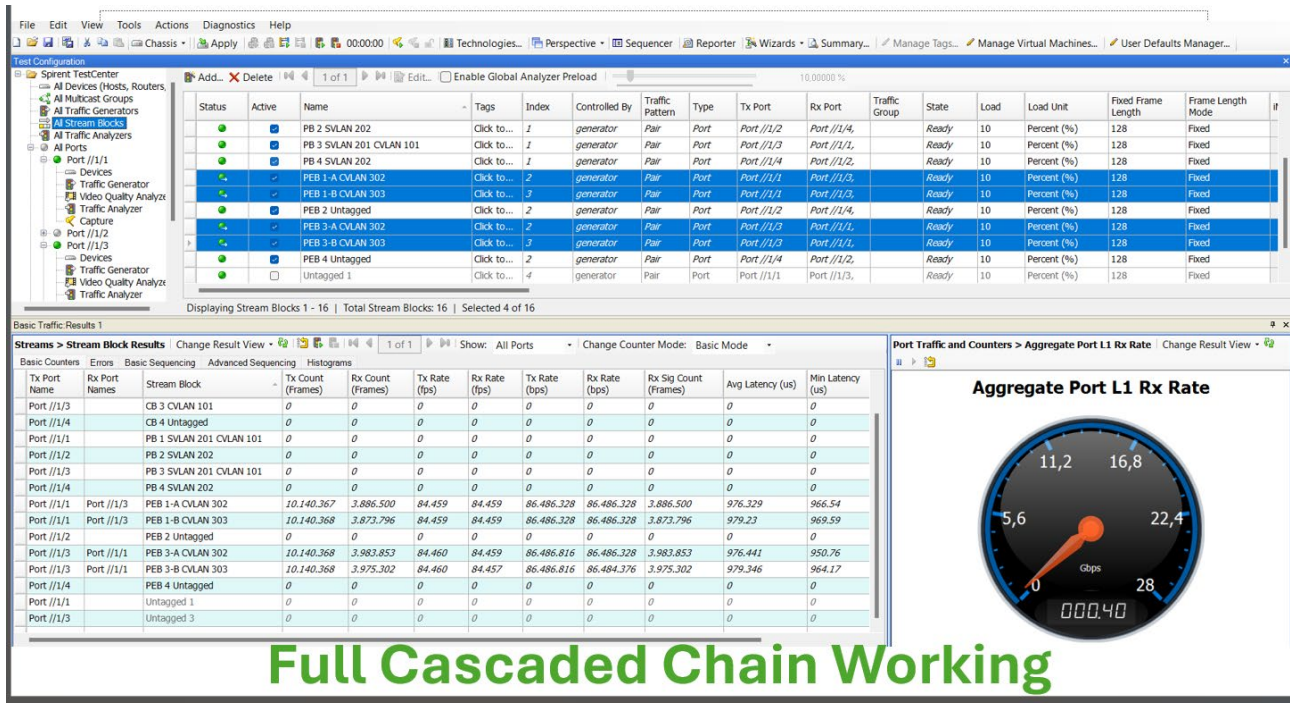 File Edit View Tools Actions Diagnostics Help
Chassis Apply 00:00:00 Technologies... Perspective Sequencer Reporter Wizards Summary... Manage Tags... Manage Virtual Machines... User Defaults Manager...
Test Configuration
Spirent TestCenter
All Devices (Hosts, Routers,
All Multicast Groups
All Traffic Generators
All Stream Blocks
All Traffic Analyzers
All Ports
Port //1/1
Devices
Traffic Generator
Video Quality Analyze
Traffic Analyzer
Capture
Port //1/2
Port //1/3
Devices
Traffic Generator
Video Quality Analyze
Traffic Analyzer
Add... Delete 1 of 1 Edit... Enable Global Analyzer Preload 10,00000 %
Status Active Name Tags Index Controlled By Traffic Pattern Type Tx Port Rx Port Traffic Group State Load Load Unit Fixed Frame Length Frame Length Mode
PB 2 SVLAN 202 Click to... 1 generator Pair Port Port //1/2 Port //1/4, Ready 10 Percent (%) 128 Fixed
PB 3 SVLAN 201 CVLAN 101 Click to... 1 generator Pair Port Port //1/3 Port //1/1, Ready 10 Percent (%) 128 Fixed
PB 4 SVLAN 202 Click to... 1 generator Pair Port Port //1/4 Port //1/2, Ready 10 Percent (%) 128 Fixed
PEB 1-A CVLAN 302 Click to... 2 generator Pair Port Port //1/1 Port //1/3, Ready 10 Percent (%) 128 Fixed
PEB 1-B CVLAN 303 Click to... 3 generator Pair Port Port //1/1 Port //1/3, Ready 10 Percent (%) 128 Fixed
PEB 2 Untagged Click to... 2 generator Pair Port Port //1/2 Port //1/4, Ready 10 Percent (%) 128 Fixed
PEB 3-A CVLAN 302 Click to... 2 generator Pair Port Port //1/3 Port //1/1, Ready 10 Percent (%) 128 Fixed
PEB 3-B CVLAN 303 Click to... 3 generator Pair Port Port //1/3 Port //1/1, Ready 10 Percent (%) 128 Fixed
PEB 4 Untagged Click to... 2 generator Pair Port Port //1/4 Port //1/2, Ready 10 Percent (%) 128 Fixed
Untagged 1 Click to... 4 generator Pair Port Port //1/1 Port //1/3, Ready 10 Percent (%) 128 Fixed
Displaying Stream Blocks 1 - 16 | Total Stream Blocks: 16 | Selected 4 of 16
Basic Traffic:Results 1
Streams > Stream Block Results Change Result View 1 of 1 Show: All Ports Change Counter Mode: Basic Mode
Basic Counters Errors Basic Sequencing Advanced Sequencing Histograms
Tx Port Name Rx Port Names Stream Block Tx Count (Frames) Rx Count (Frames) Tx Rate (fps) Rx Rate (fps) Tx Rate (bps) Rx Rate (bps) Rx Sig Count (Frames) Avg Latency (us) Min Latency (us)
Port //1/3 CB 3 CVLAN 101 0 0 0 0 0 0 0 0 0
Port //1/4 CB 4 Untagged 0 0 0 0 0 0 0 0 0
Port //1/1 PB 1 SVLAN 201 CVLAN 101 0 0 0 0 0 0 0 0 0
Port //1/2 PB 2 SVLAN 202 0 0 0 0 0 0 0 0 0
Port //1/3 PB 3 SVLAN 201 CVLAN 101 0 0 0 0 0 0 0 0 0
Port //1/4 PB 4 SVLAN 202 0 0 0 0 0 0 0 0 0
Port //1/1 Port //1/3 PEB 1-A CVLAN 302 10.140.367 3.886.500 84.459 84.459 86.486.328 86.486.328 3.886.500 976.329 966.54
Port //1/1 Port //1/3 PEB 1-B CVLAN 303 10.140.368 3.873.796 84.459 84.459 86.486.328 86.486.328 3.873.796 979.23 969.59
Port //1/2 PEB 2 Untagged 0 0 0 0 0 0 0 0 0
Port //1/3 Port //1/1 PEB 3-A CVLAN 302 10.140.368 3.983.853 84.460 84.459 86.486.816 86.486.328 3.983.853 976.441 950.76
Port //1/3 Port //1/1 PEB 3-B CVLAN 303 10.140.368 3.975.302 84.460 84.457 86.486.816 86.484.376 3.975.302 979.346 964.17
Port //1/4 PEB 4 Untagged 0 0 0 0 0 0 0 0 0
Port //1/1 Untagged 1 0 0 0 0 0 0 0 0 0
Port //1/3 Untagged 3 0 0 0 0 0 0 0 0 0
Port Traffic and Counters > Aggregate Port L1 Rx Rate Change Result View
Aggregate Port L1 Rx Rate
11,2 16,8
5,6 22,4
Gbps
0 28
000.40
Full Cascaded Chain Working